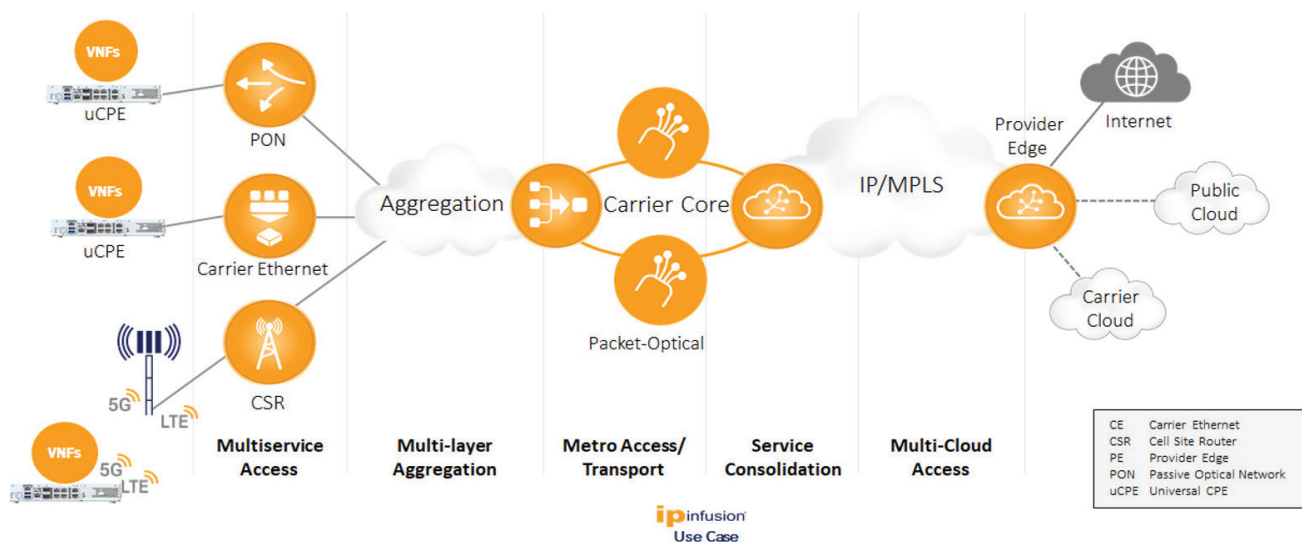 VNFs
uCPE
PON
VNFs
uCPE
Carrier Ethernet
5G
LTE
CSR
VNFs
5G
LTE
Aggregation
Carrier Core
Packet-Optical
IP/MPLS
Provider
Edge
Internet
Public
Cloud
Carrier
Cloud
Multiservice
Access
Multi-layer
Aggregation
Metro Access/
Transport
Service
Consolidation
Multi-Cloud
Access
CE Carrier Ethernet
CSR Cell Site Router
PE Provider Edge
PON Passive Optical Network
uCPE Universal CPE
ipinfusion
Use Case